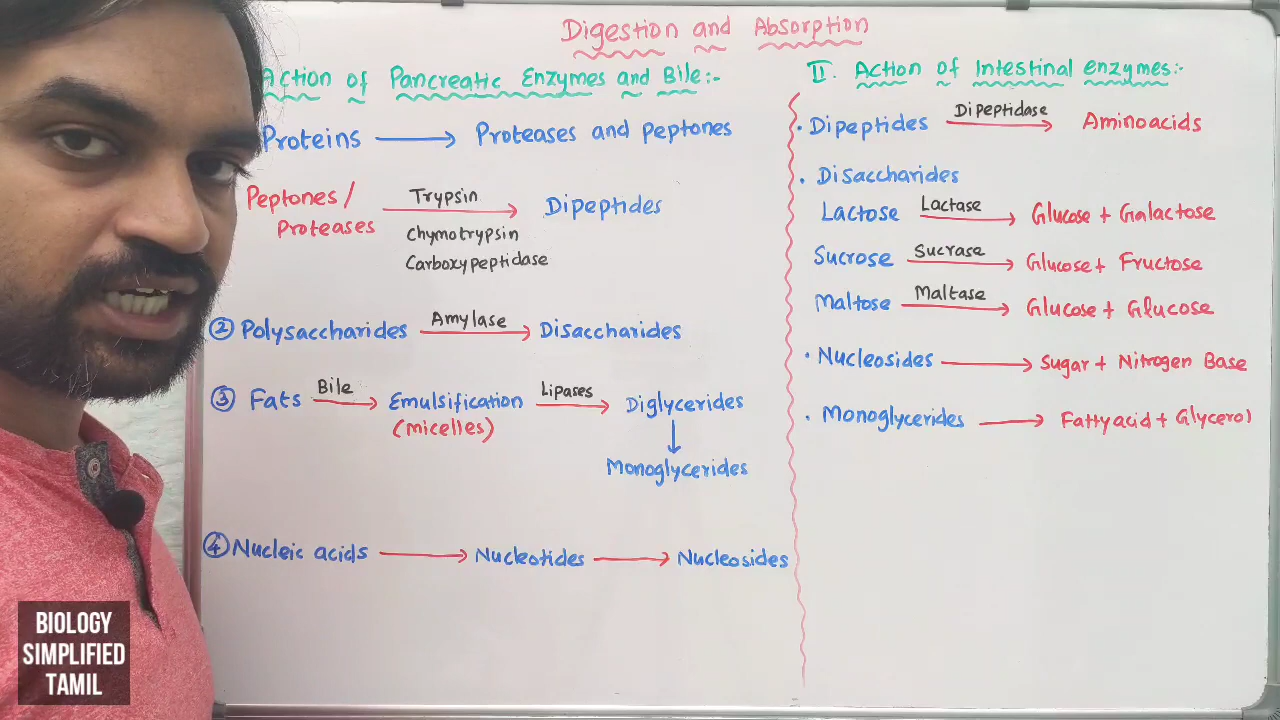 Digestion and Absorption
Action of Pancreatic Enzymes and Bile:-
Proteins → Proteases and peptones
Peptones/
Proteases
Trypsin
Chymotrypsin
Carboxypeptidase
→ Dipeptides
② Polysaccharides Amylase → Disaccharides
③ Fats Bile → Emulsification Lipases → Diglycerides
(micelles)
↓
Monoglycerides
④ Nucleic acids → Nucleotides → Nucleosides
II. Action of Intestinal enzymes:-
• Dipeptides Dipeptidase → Aminoacids
• Disaccharides
Lactose Lactase → Glucose + Galactose
Sucrose Sucrase → Glucose + Fructose
Maltose Maltase → Glucose + Glucose
• Nucleosides → Sugar + Nitrogen Base
• Monoglycerides → Fattyacid + Glycerol
BIOLOGY
SIMPLIFIED
TAMIL